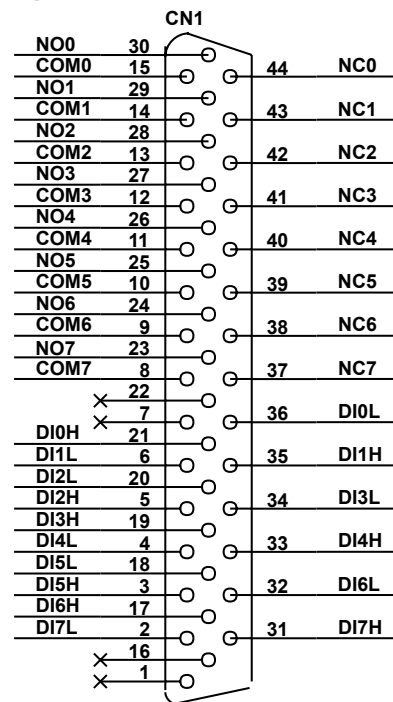 CN1
NO0 30
COM0 15 44 NC0
NO1 29
COM1 14 43 NC1
NO2 28
COM2 13 42 NC2
NO3 27
COM3 12 41 NC3
NO4 26
COM4 11 40 NC4
NO5 25
COM5 10 39 NC5
NO6 24
COM6 9 38 NC6
NO7 23
COM7 8 37 NC7
22
7 36 DI0L
DI0H 21
DI1L 6 35 DI1H
DI2L 20
DI2H 5 34 DI3L
DI3H 19
DI4L 4 33 DI4H
DI5L 18
DI5H 3 32 DI6L
DI6H 17
DI7L 2 31 DI7H
16
1